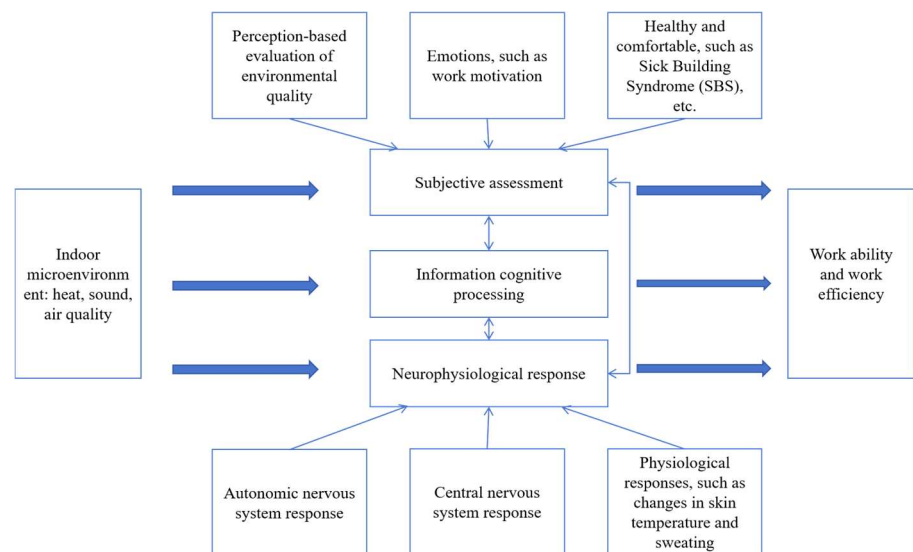 Perception-based
evaluation of
environmental
quality
Emotions, such as
work motivation
Healthy and
comfortable, such as
Sick Building
Syndrome (SBS),
etc.
Subjective assessment
Indoor
microenvironm
ent: heat, sound,
air quality
Information cognitive
processing
Work ability
and work
efficiency
Neurophysiological response
Autonomic nervous
system response
Central nervous
system response
Physiological
responses, such as
changes in skin
temperature and
sweating